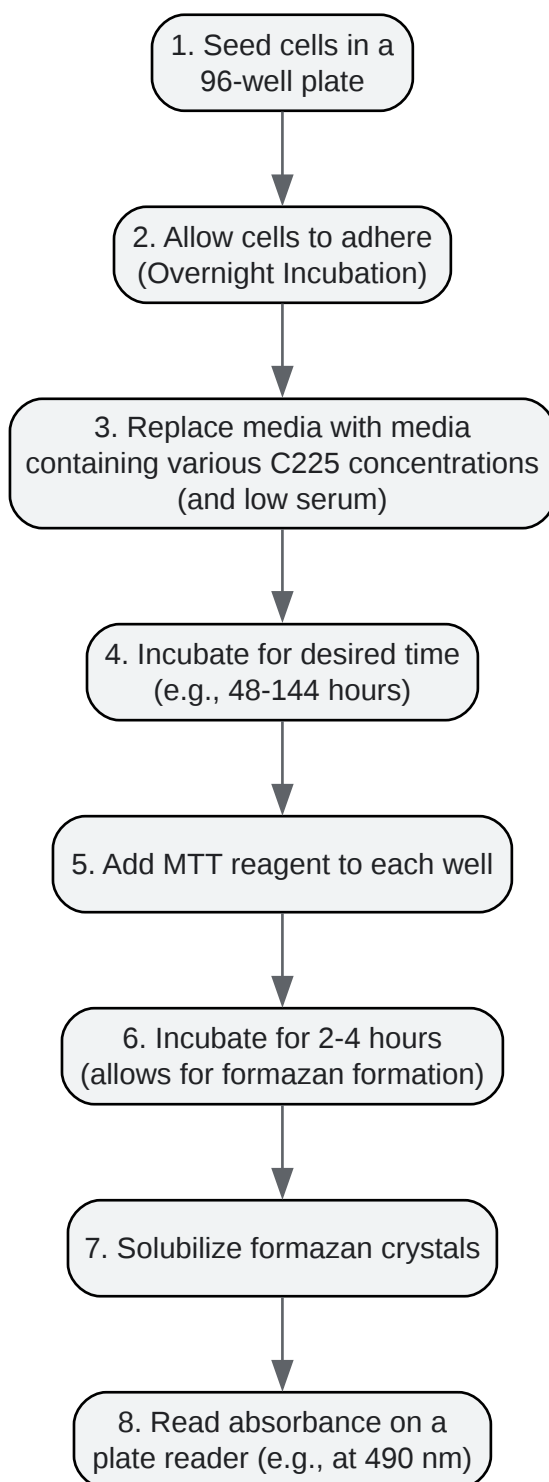 1. Seed cells in a
96-well plate
2. Allow cells to adhere
(Overnight Incubation)
3. Replace media with media
containing various C225 concentrations
(and low serum)
4. Incubate for desired time
(e.g., 48-144 hours)
5. Add MTT reagent to each well
6. Incubate for 2-4 hours
(allows for formazan formation)
7. Solubilize formazan crystals
8. Read absorbance on a
plate reader (e.g., at 490 nm)